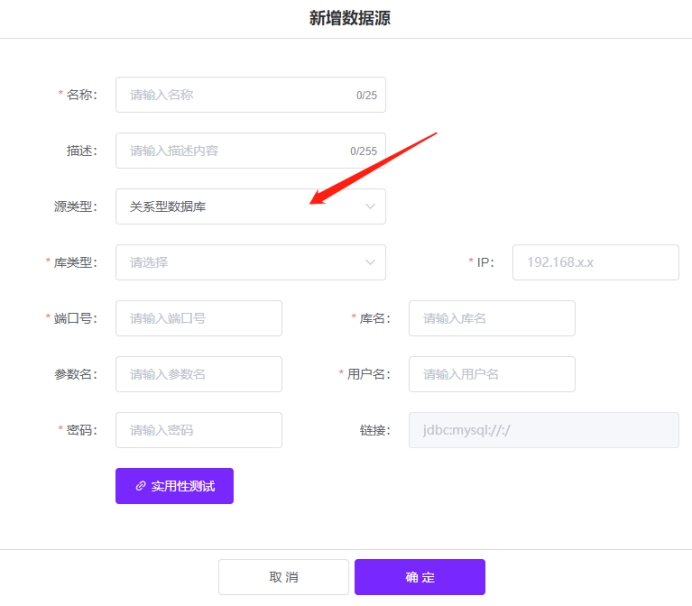 新增数据源
* 名称： 请输入名称 0/25
描述： 请输入描述内容 0/255
源类型： 关系型数据库
* 库类型： 请选择 * IP： 192.168.x.x
* 端口号： 请输入端口号 * 库名： 请输入库名
参数名： 请输入参数名 * 用户名： 请输入用户名
* 密码： 请输入密码 链接： jdbc:mysql://:/
实用性测试
取 消 确 定